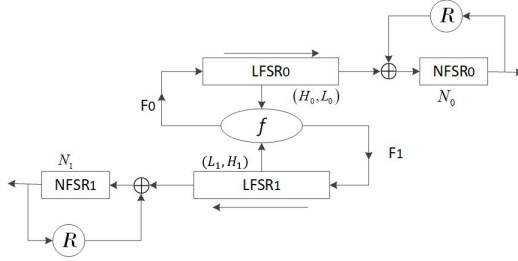 R
LFSR0
NFSR0
(H₀, L₀)
N₀
F0
f
F1
N₁
(L₁, H₁)
NFSR1
LFSR1
R